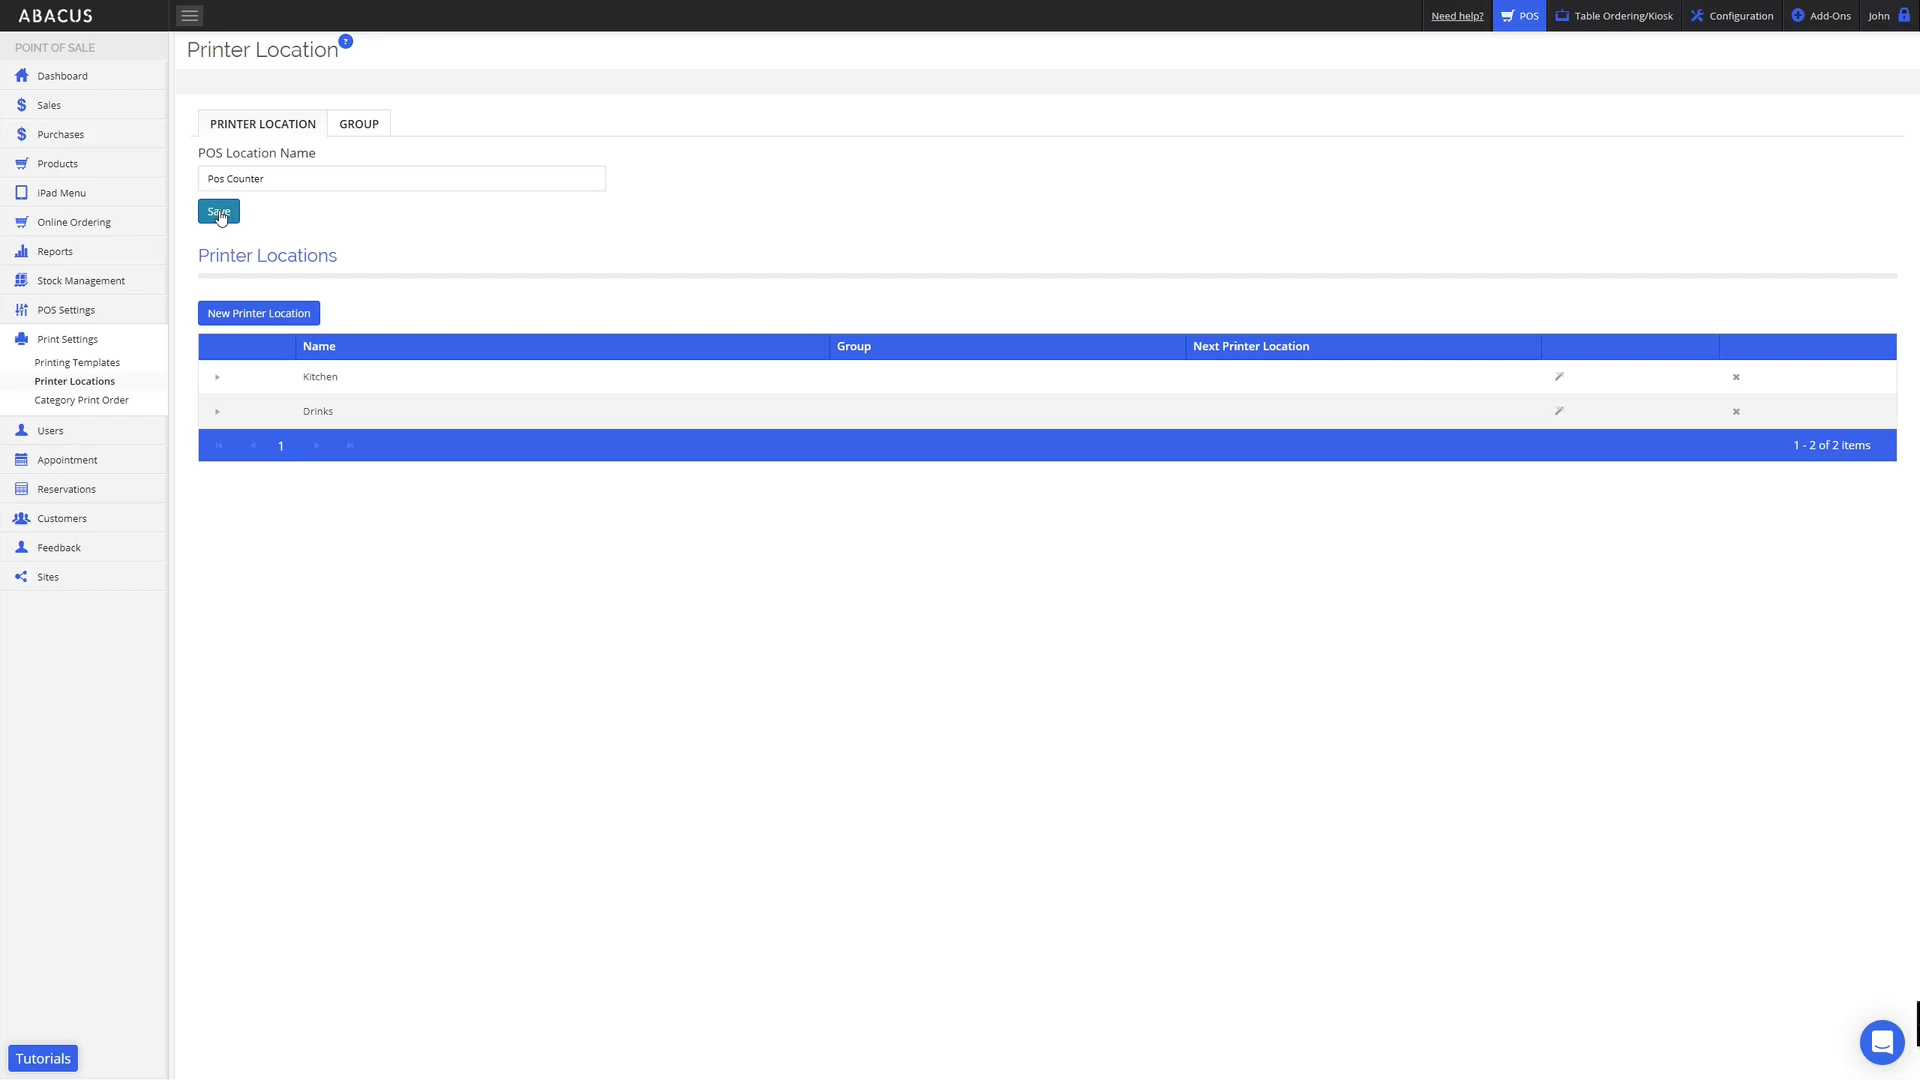 ABACUS
Need help?
POS
Table Ordering/Kiosk
Configuration
Add-Ons
John
POINT OF SALE
Dashboard
Sales
Purchases
Products
iPad Menu
Online Ordering
Reports
Stock Management
POS Settings
Print Settings
Printing Templates
Printer Locations
Category Print Order
Users
Appointment
Reservations
Customers
Feedback
Sites
Tutorials
Printer Location ?
PRINTER LOCATION GROUP
POS Location Name
Pos Counter
Save
Printer Locations
New Printer Location
Name Group Next Printer Location
Kitchen
Drinks
1 1 - 2 of 2 items